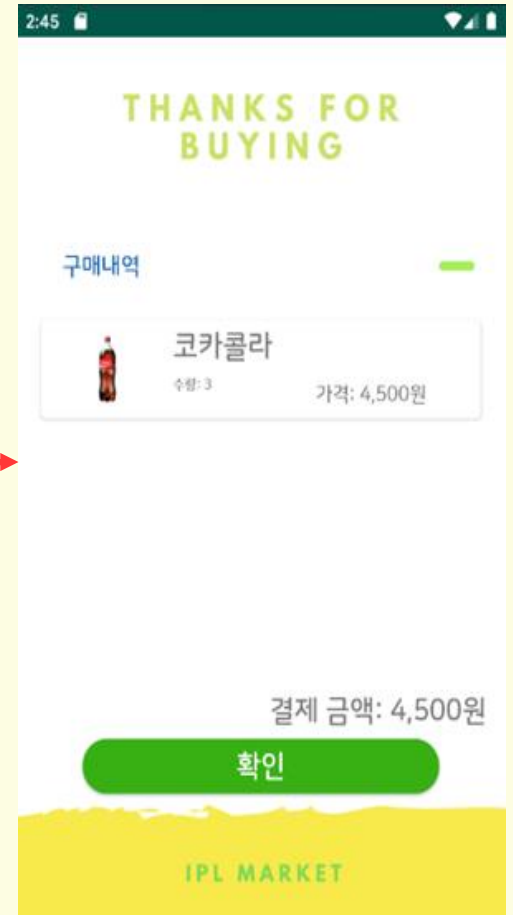 2:45
THANKS FOR
BUYING
구매내역
코카콜라
수량: 3
가격: 4,500원
결제 금액: 4,500원
확인
IPL MARKET